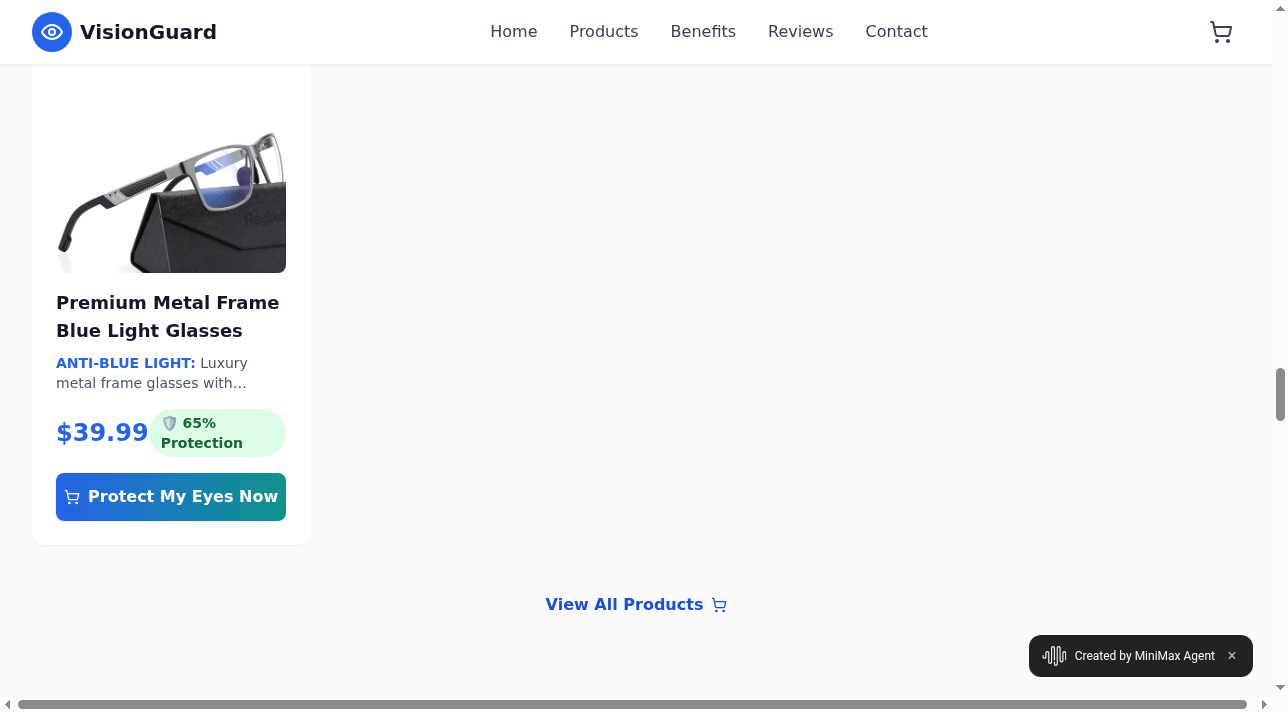 VisionGuard
Home
Products
Benefits
Reviews
Contact
Premium Metal Frame
Blue Light Glasses
ANTI-BLUE LIGHT: Luxury
metal frame glasses with...
$39.99
65%
Protection
Protect My Eyes Now
View All Products
Created by MiniMax Agent